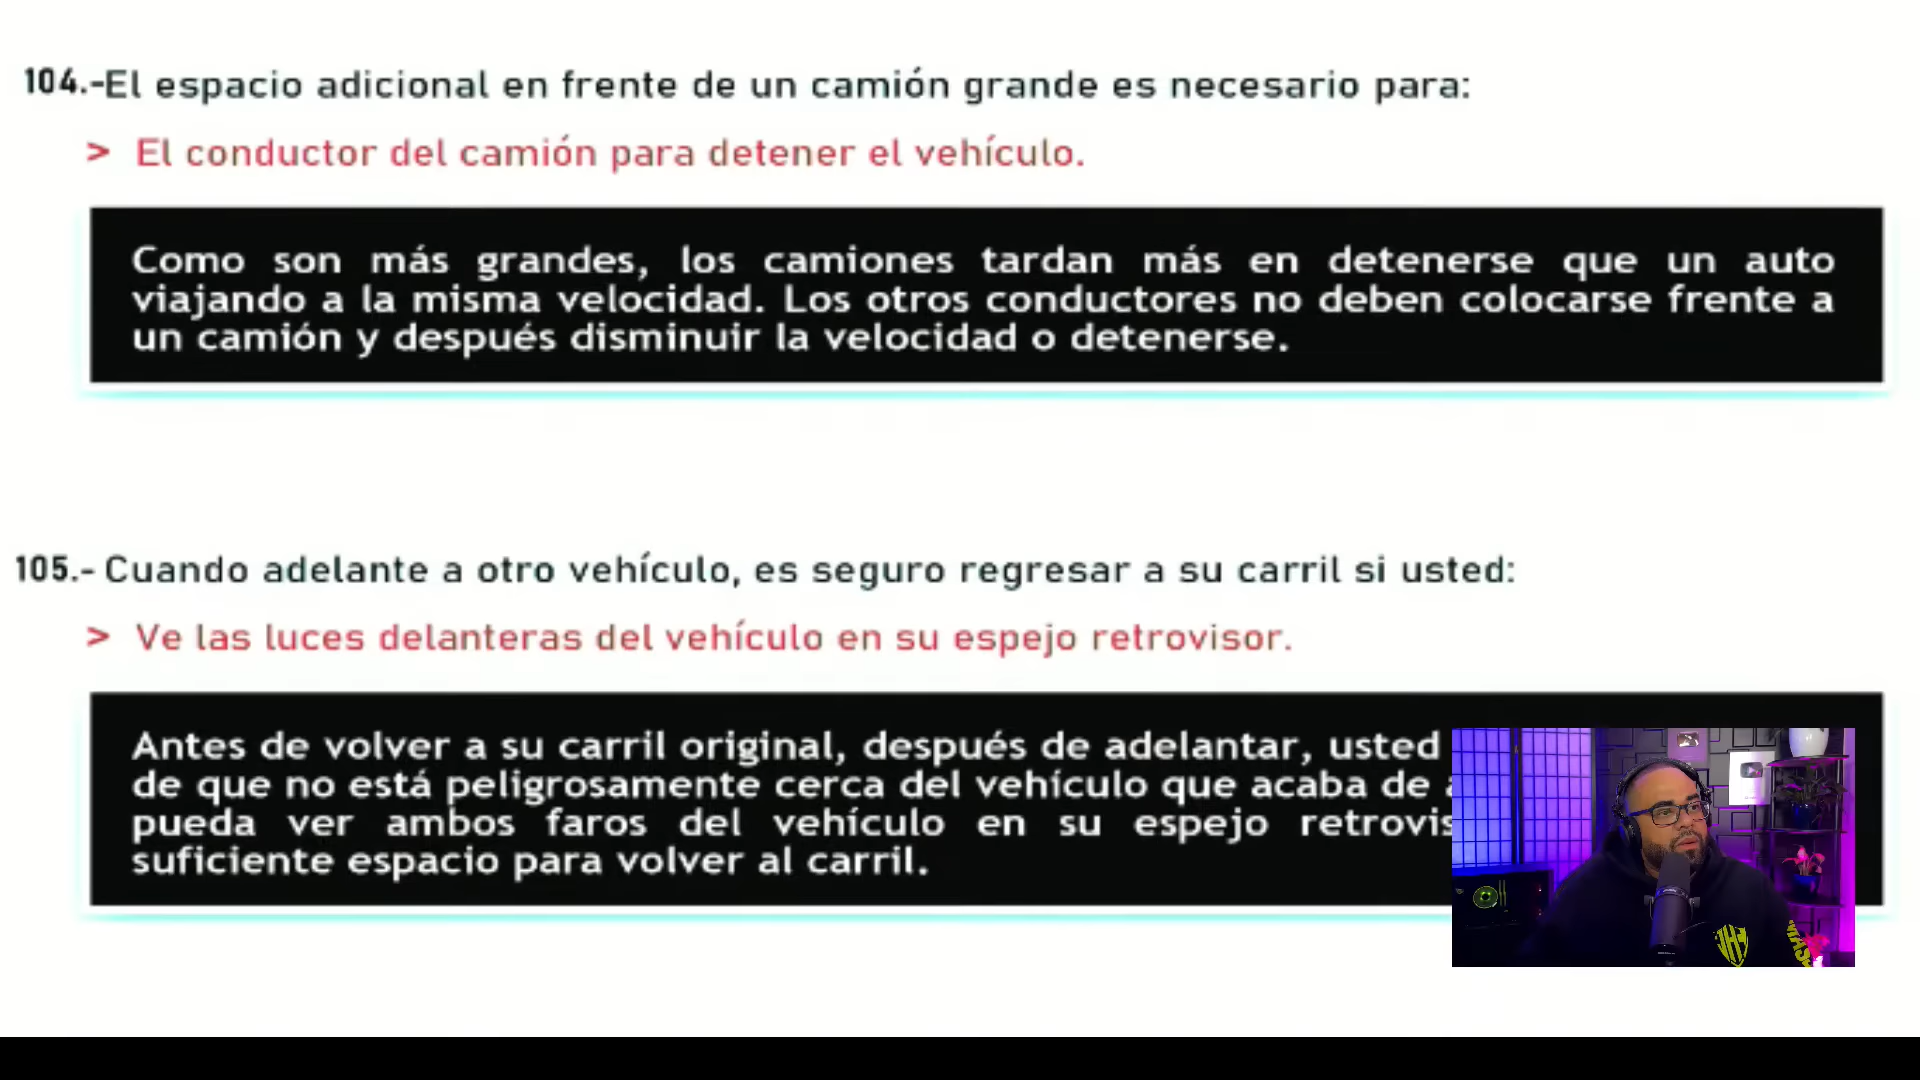 104.-El espacio adicional en frente de un camión grande es necesario para:
> El conductor del camión para detener el vehículo.
Como son más grandes, los camiones tardan más en detenerse que un auto
viajando a la misma velocidad. Los otros conductores no deben colocarse frente a
un camión y después disminuir la velocidad o detenerse.
105.- Cuando adelante a otro vehículo, es seguro regresar a su carril si usted:
> Ve las luces delanteras del vehículo en su espejo retrovisor.
Antes de volver a su carril original, después de adelantar, usted
de que no está peligrosamente cerca del vehículo que acaba de
pueda ver ambos faros del vehículo en su espejo
suficiente espacio para volver al carril.